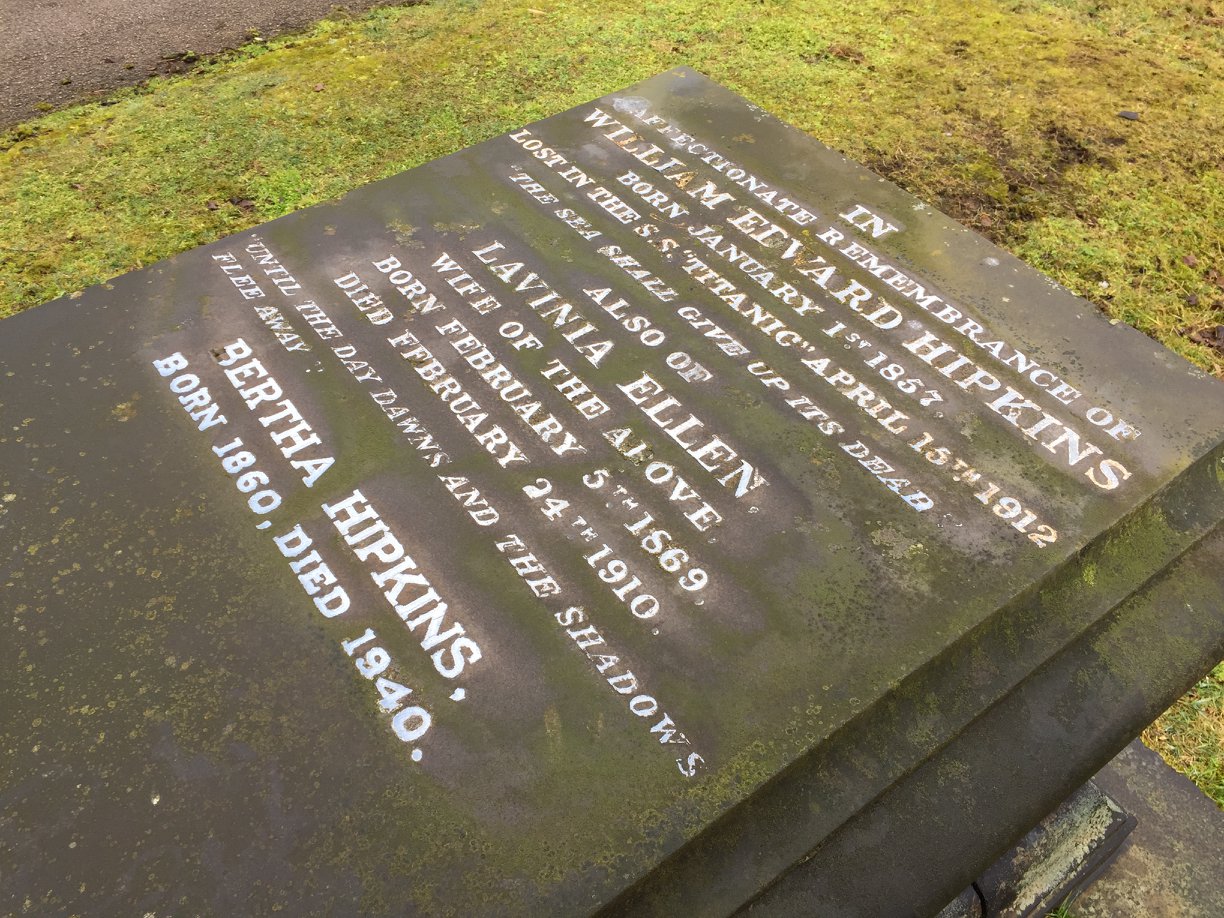 IN
AFFECTIONATE REMEMBRANCE OF
WILLIAM EDWARD HIPKINS
BORN JANUARY 1ST 1857.
LOST IN THE S.S. "TITANIC" APRIL 15TH 1912
"THE SEA SHALL GIVE UP ITS DEAD"
ALSO OF
LAVINIA ELLEN
WIFE OF THE ABOVE
BORN FEBRUARY 5TH 1869.
DIED FEBRUARY 24TH 1910.
"UNTIL THE DAY DAWNS AND THE SHADOWS
FLEE AWAY".
BERTHA HIPKINS,
BORN 1860, DIED 1940.